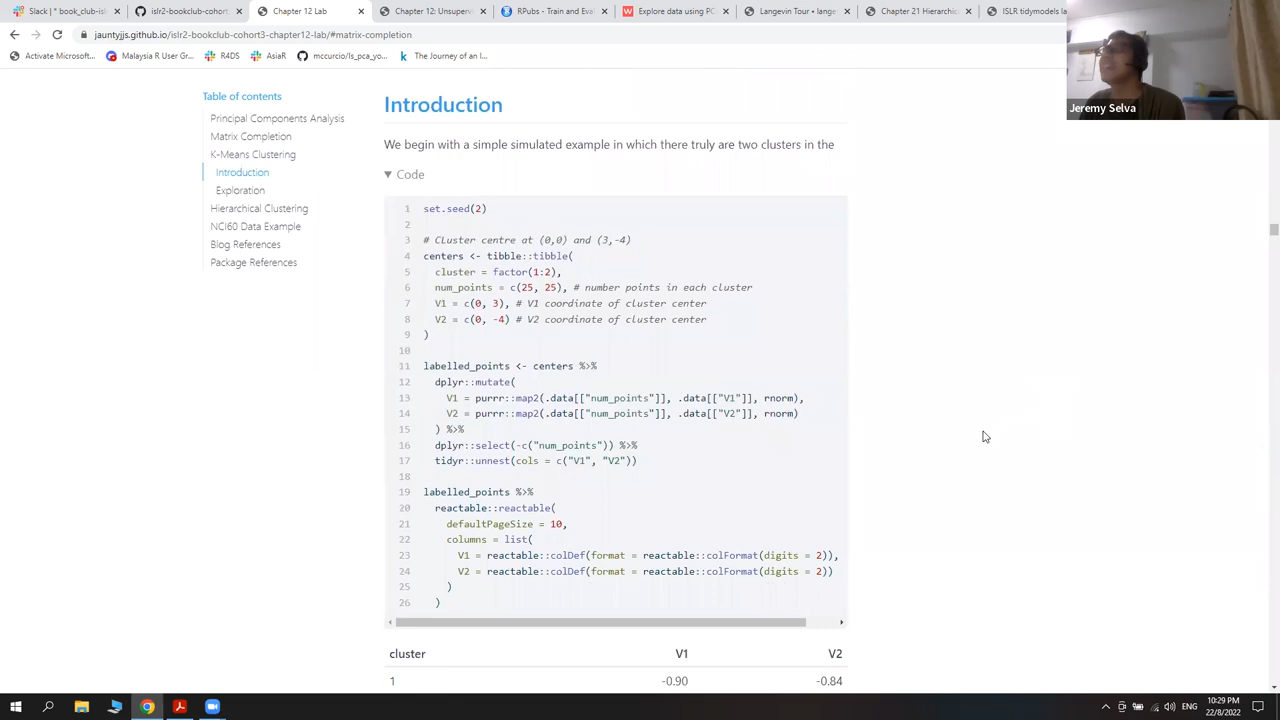 Slack | book_club-isl
islr2-bookclub-cohort
Chapter 12 Lab
Chapter 12: Unsuperv
RPubs - Train and Eval
Explore data using PC
Langevin Tour • lange
Chapter 21 Hierarchic
ISLR tidymodels la
jauntyjjs.github.io/islr2-bookclub-cohort3-chapter12-lab/#matrix-completion
Activate Microsoft...
Malaysia R User Gr...
R4DS
AsiaR
mccurcio/ls_pca_yo...
The Journey of an I...
Jeremy Selva
Table of contents
Principal Components Analysis
Matrix Completion
K-Means Clustering
Introduction
Exploration
Hierarchical Clustering
NCI60 Data Example
Blog References
Package References
Introduction
We begin with a simple simulated example in which there truly are two clusters in the
Code
1 set.seed(2)
2
3 # CLuster centre at (0,0) and (3,-4)
4 centers <- tibble::tibble(
5 cluster = factor(1:2),
6 num_points = c(25, 25), # number points in each cluster
7 V1 = c(0, 3), # V1 coordinate of cluster center
8 V2 = c(0, -4) # V2 coordinate of cluster center
9 )
10
11 labelled_points <- centers %>%
12 dplyr::mutate(
13 V1 = purrr::map2(.data[["num_points"]], .data[["V1"]], rnorm),
14 V2 = purrr::map2(.data[["num_points"]], .data[["V2"]], rnorm)
15 ) %>%
16 dplyr::select(-c("num_points")) %>%
17 tidyr::unnest(cols = c("V1", "V2"))
18
19 labelled_points %>%
20 reactable::reactable(
21 defaultPageSize = 10,
22 columns = list(
23 V1 = reactable::colDef(format = reactable::colFormat(digits = 2)),
24 V2 = reactable::colDef(format = reactable::colFormat(digits = 2))
25 )
26 )
cluster V1 V2
1 -0.90 -0.84
ENG
10:29 PM
22/8/2022